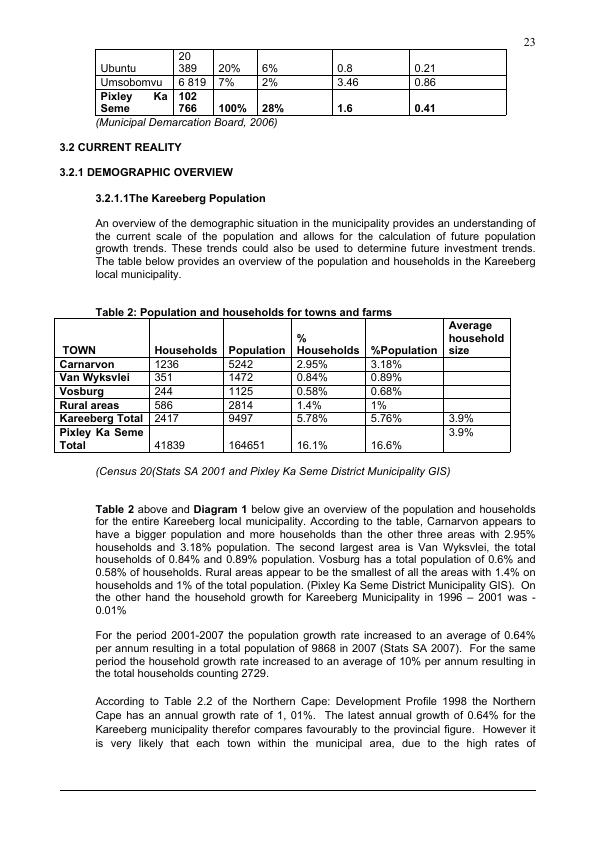 23
20
Ubuntu 389 20% 6% 0.8 0.21
Umsobomvu 6 819 7% 2% 3.46 0.86
Pixley Ka 102
Seme 766 100% 28% 1.6 0.41
(Municipal Demarcation Board, 2006)
3.2 CURRENT REALITY
3.2.1 DEMOGRAPHIC OVERVIEW
3.2.1.1The Kareeberg Population
An overview of the demographic situation in the municipality provides an understanding of
the current scale of the population and allows for the calculation of future population
growth trends. These trends could also be used to determine future investment trends.
The table below provides an overview of the population and households in the Kareeberg
local municipality.
Table 2: Population and households for towns and farms
TOWN Households Population % Households %Population Average household size
Carnarvon 1236 5242 2.95% 3.18%
Van Wyksvlei 351 1472 0.84% 0.89%
Vosburg 244 1125 0.58% 0.68%
Rural areas 586 2814 1.4% 1%
Kareeberg Total 2417 9497 5.78% 5.76% 3.9%
Pixley Ka Seme 3.9%
Total 41839 164651 16.1% 16.6%
(Census 20(Stats SA 2001 and Pixley Ka Seme District Municipality GIS)
Table 2 above and Diagram 1 below give an overview of the population and households
for the entire Kareeberg local municipality. According to the table, Carnarvon appears to
have a bigger population and more households than the other three areas with 2.95%
households and 3.18% population. The second largest area is Van Wyksvlei, the total
households of 0.84% and 0.89% population. Vosburg has a total population of 0.6% and
0.58% of households. Rural areas appear to be the smallest of all the areas with 1.4% on
households and 1% of the total population. (Pixley Ka Seme District Municipality GIS). On
the other hand the household growth for Kareeberg Municipality in 1996 – 2001 was -
0.01%
For the period 2001-2007 the population growth rate increased to an average of 0.64%
per annum resulting in a total population of 9868 in 2007 (Stats SA 2007). For the same
period the household growth rate increased to an average of 10% per annum resulting in
the total households counting 2729.
According to Table 2.2 of the Northern Cape: Development Profile 1998 the Northern
Cape has an annual growth rate of 1, 01%. The latest annual growth of 0.64% for the
Kareeberg municipality therefor compares favourably to the provincial figure. However it
is very likely that each town within the municipal area, due to the high rates of